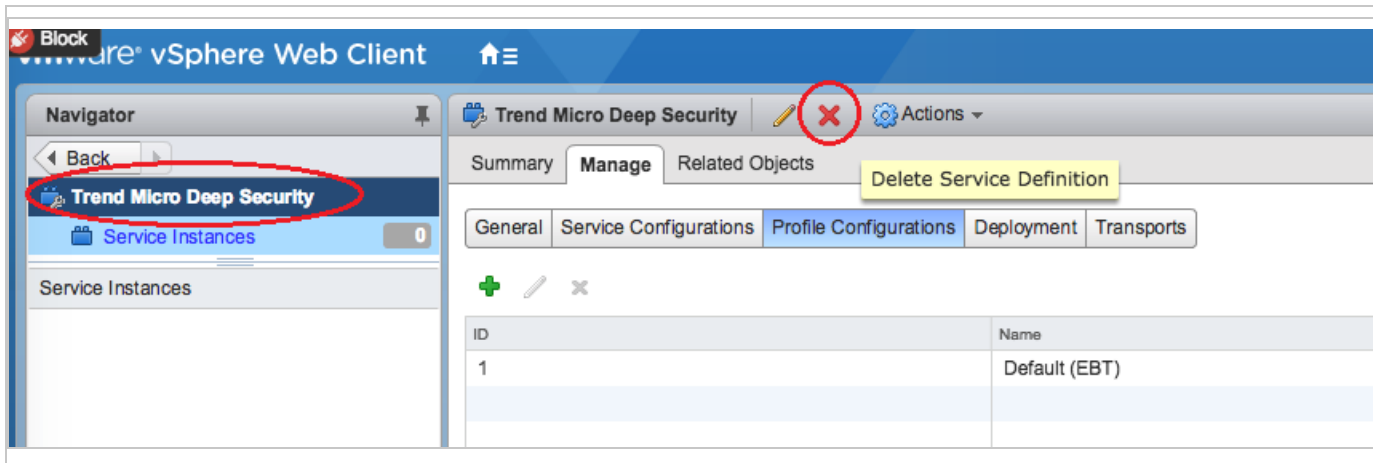 Block
vmware® vSphere Web Client
Navigator
Back
Trend Micro Deep Security
Service Instances 0
Service Instances
Trend Micro Deep Security Actions
Summary Manage Related Objects
Delete Service Definition
General Service Configurations Profile Configurations Deployment Transports
ID Name
1 Default (EBT)